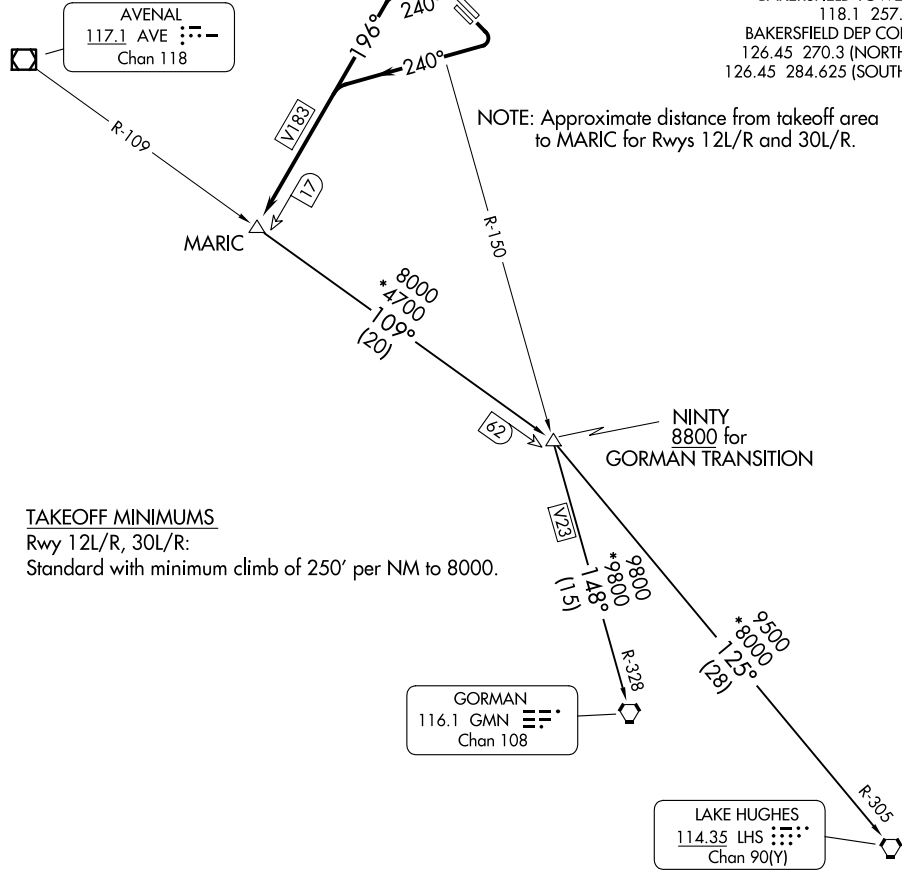 BAKERSFIELD TOWE
118.1 257.
BAKERSFIELD DEP CO
126.45 270.3 (NORTH
126.45 284.625 (SOUTH
AVENAL
117.1 AVE
Chan 118
240°
196°
240°
V183
R-109
NOTE: Approximate distance from takeoff area
to MARIC for Rwys 12L/R and 30L/R.
17
MARIC
R-150
8000
*4700
109°
(20)
62
NINTY
8800 for
GORMAN TRANSITION
TAKEOFF MINIMUMS
Rwy 12L/R, 30L/R:
Standard with minimum climb of 250' per NM to 8000.
V23
9800
*9800
148°
(15)
9500
*8000
125°
(28)
R-328
GORMAN
116.1 GMN
Chan 108
R-305
LAKE HUGHES
114.35 LHS
Chan 90(Y)